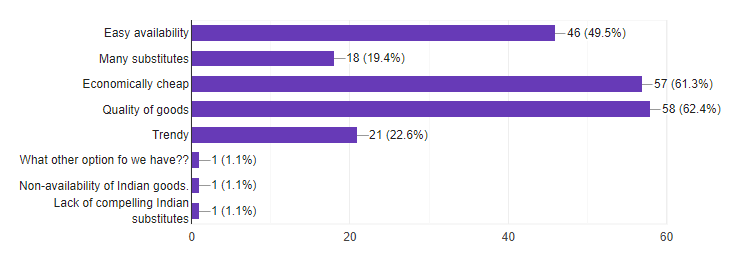 Easy availability
46 (49.5%)
Many substitutes
18 (19.4%)
Economically cheap
57 (61.3%)
Quality of goods
58 (62.4%)
Trendy
21 (22.6%)
What other option fo we have??
1 (1.1%)
Non-availability of Indian goods.
1 (1.1%)
Lack of compelling Indian
substitutes
1 (1.1%)
0
20
40
60